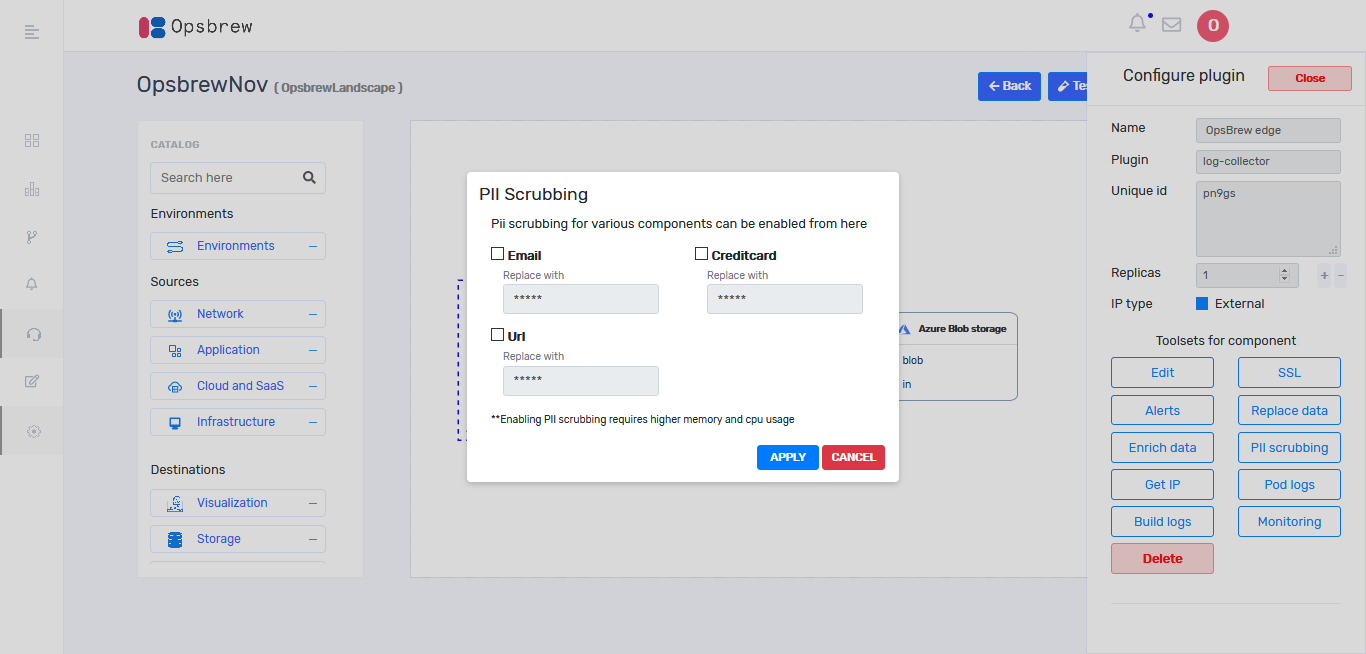 Opsbrew
O
OpsbrewNov ( OpsbrewLandscape )
Back
Tes
CATALOG
Search here
Environments
Environments
Sources
Network
Application
Cloud and SaaS
Infrastructure
Destinations
Visualization
Storage
PII Scrubbing
Pii scrubbing for various components can be enabled from here
Email
Replace with
*****
Creditcard
Replace with
*****
Url
Replace with
*****
**Enabling PII scrubbing requires higher memory and cpu usage
APPLY
CANCEL
Azure Blob storage
blob
in
Configure plugin
Close
Name
OpsBrew edge
Plugin
log-collector
Unique id
pn9gs
Replicas
1
+
-
IP type
External
Toolsets for component
Edit
SSL
Alerts
Replace data
Enrich data
PII scrubbing
Get IP
Pod logs
Build logs
Monitoring
Delete